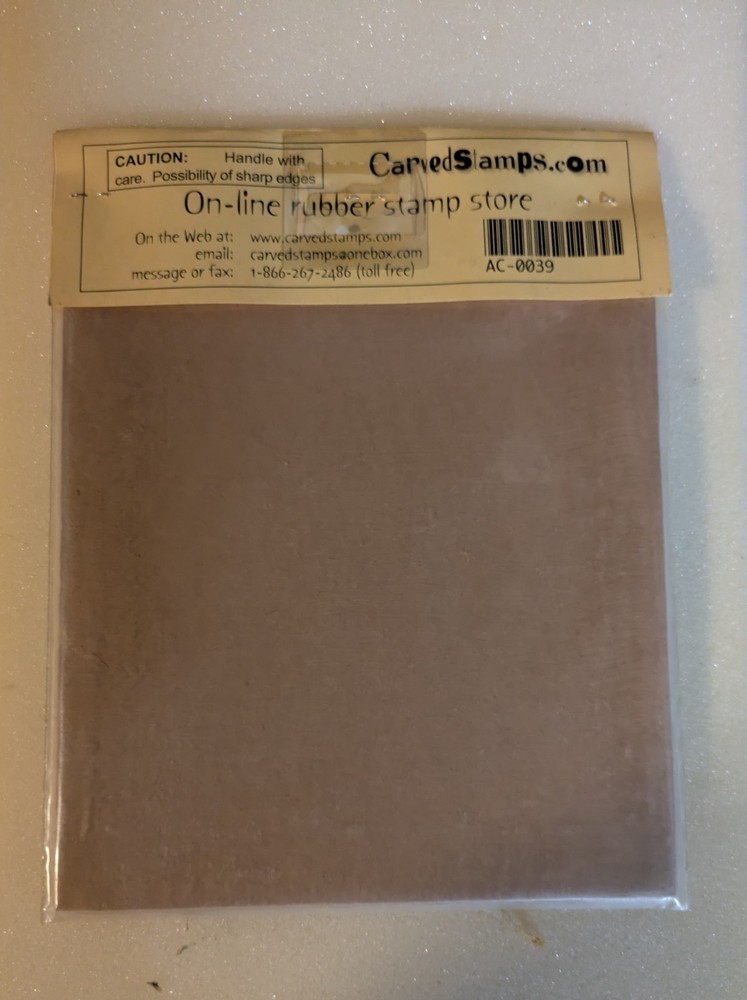 CAUTION: Handle with
care. Possibility of sharp edges
CarvedStamps.com
On-line rubber stamp store
On the Web at: www.carvedstamps.com
email: carvedstamps@onebox.com
message or fax: 1-866-267-2486 (toll free)
AC-0039